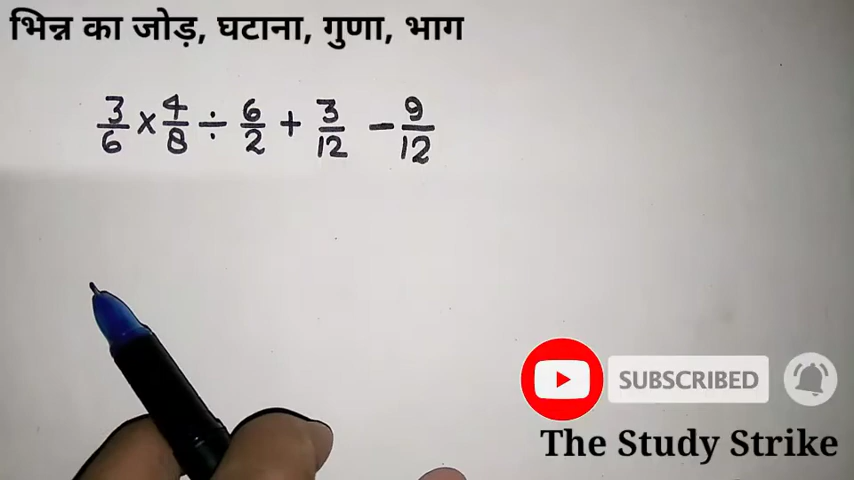 भिन्न का जोड़, घटाना, गुणा, भाग
3/6 × 4/8 ÷ 6/2 + 3/12 - 9/12
SUBSCRIBED
The Study Strike